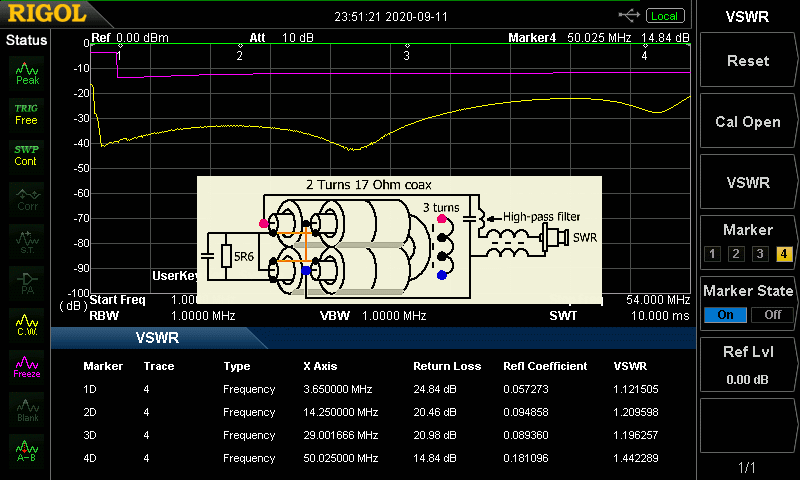 RIGOL
23:51:21 2020-09-11
Local
VSWR
Status
Ref 0.00 dBm Att 10 dB Marker4 50.025 MHz 14.84 dB
Reset
Cal Open
VSWR
Marker
1 2 3 4
Marker State
On Off
Ref Lvl
0.00 dB
1/1
Peak
TRIG
Free
SWP
Cont
Corr
S.T.
PA
C.W.
Freeze
Blank
A-B
0
-10
-20
-30
-40
-50
-60
-70
-80
-90
-100
( dB )
1 2 3 4
2 Turns 17 Ohm coax
3 turns
High-pass filter
SWR
5R6
UserKey
Start Freq 1.00 54.000 MHz
RBW 1.0000 MHz VBW 1.0000 MHz SWT 10.000 ms
VSWR
Marker Trace Type X Axis Return Loss Refl Coefficient VSWR
1D 4 Frequency 3.650000 MHz 24.84 dB 0.057273 1.121505
2D 4 Frequency 14.250000 MHz 20.46 dB 0.094858 1.209598
3D 4 Frequency 29.001666 MHz 20.98 dB 0.089360 1.196257
4D 4 Frequency 50.025000 MHz 14.84 dB 0.181096 1.442289